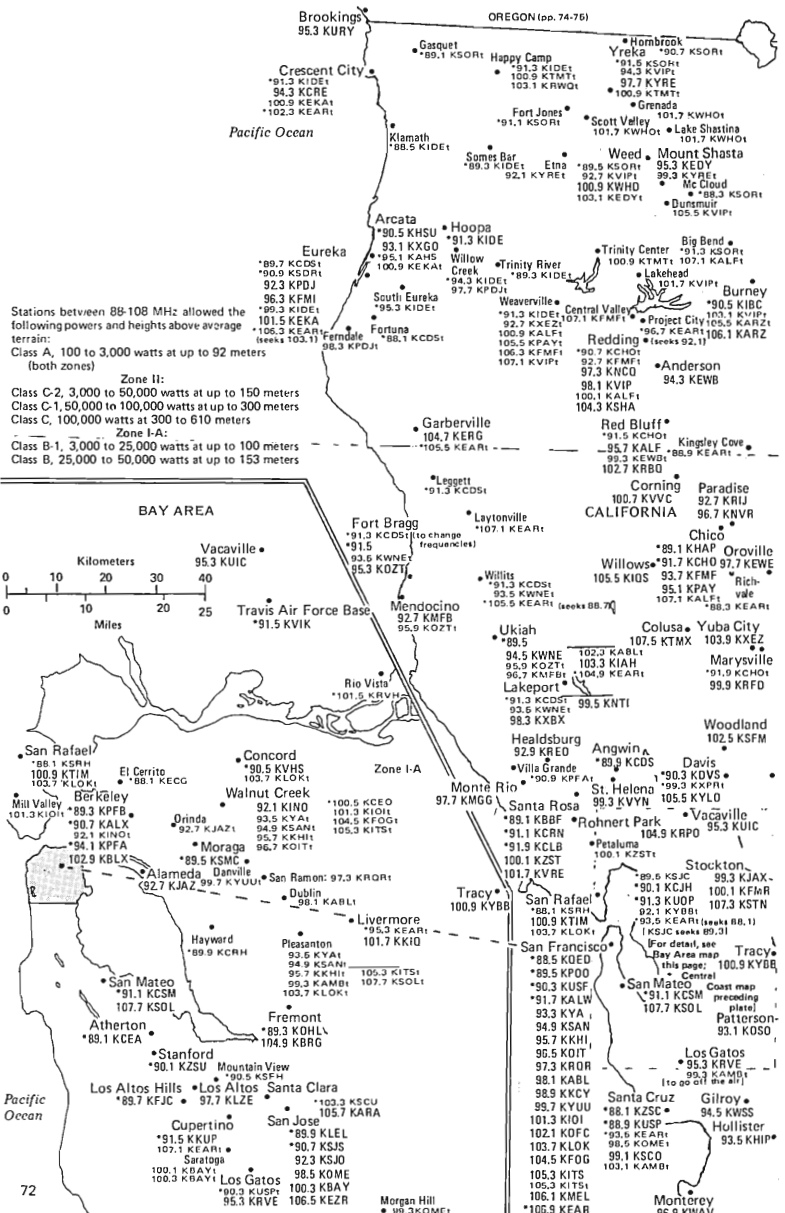 Brookings
95.3 KURY
OREGON (pp. 74-75)
Gasquet
*89.1 KSORt
Happy Camp
*91.3 KIDEt
100.9 KTMTt
103.1 KRWQt
Hornbrook
*90.7 KSORt
Yreka
*91.5 KSORt
94.3 KVIPt
97.7 KYRE
100.9 KTMTt
Crescent City
*91.3 KIDEt
94.3 KCRE
100.9 EKAt
*102.3 KEARt
Pacific Ocean
Klamath
*88.5 KIDEt
Fort Jones
*91.1 KSORt
Grenada
101.7 KWHOt
Scott Valley
101.7 KWHOt
Lake Shastina
101.7 KWHOt
Somes Bar
*89.3 KIDEt
Etna
92.1 KYREt
Weed
*89.5 KSORt
92.7 KVIPt
100.9 KWHO
103.1 KEDYt
Mount Shasta
95.3 KEDY
99.3 KYREt
Mc Cloud
*88.3 KSORt
Dunsmuir
105.5 KVIPt
Arcata
*90.5 KHSU
93.1 KXGO
*95.1 KAHS
100.9 KEKAt
Hoopa
*91.3 KIDE
Willow
Creek
*94.3 KIDEt
97.7 KPDJt
Eureka
*89.7 KCDSt
*90.9 KSDRt
92.3 KPDJ
96.3 KFMI
*99.3 KIDEt
101.5 KEKA
*106.3 KEARt
(seeks 103.1)
South Eureka
*95.3 KIDEt
Fortuna
*88.1 KCDSt
Ferndale
98.3 KPDJt
Trinity River
*89.3 KIDEt
Trinity Center
100.9 KTMTt
Big Bend
*91.3 KSORt
107.1 KALFt
Lakehead
101.7 KVIPt
Burney
*90.5 KIBC
103.1 KVIPt
105.5 KARZt
106.1 KARZ
Weaverville
*91.3 KIDEt
92.7 KXEZt
100.9 KALFt
105.5 KPAYt
106.3 KFMFt
107.1 KVIPt
Central Valley
107.1 KFMFt
Project City
*96.7 KEARt
(seeks 92.1)
Redding
*90.7 KCHOt
92.7 KFMFt
97.3 KNCQ
98.1 KVIP
100.1 KALFt
104.3 KSHA
Anderson
94.3 KEWB
Stations between 88-108 MHz allowed the
following powers and heights above average
terrain:
Class A, 100 to 3,000 watts at up to 92 meters
(both zones)
Zone II:
Class C-2, 3,000 to 50,000 watts at up to 150 meters
Class C-1, 50,000 to 100,000 watts at up to 300 meters
Class C, 100,000 watts at 300 to 610 meters
Zone I-A:
Class B-1, 3,000 to 25,000 watts at up to 100 meters
Class B, 25,000 to 50,000 watts at up to 153 meters
Garberville
104.7 KERG
*105.5 KEARt
Red Bluff
*91.5 KCHOt
95.7 KALF
99.3 KEWBt
102.7 KRBQ
Kingsley Cove
*88.9 KEARt
Leggett
*91.3 KCDSt
Corning
100.7 KVVC
Paradise
92.7 KRIJ
96.7 KNVR
CALIFORNIA
Laytonville
*107.1 KEARt
Fort Bragg
*91.3 KCDSt (to change
*91.5 frequencies)
93.5 KWNEt
95.3 KOZT
Chico
*89.1 KHAP
*91.7 KCHO
93.7 KFMF
95.1 KPAY
107.1 KALFt
Oroville
97.7 KEWE
Rich-
vale
*88.3 KEARt
Willows
105.5 KIQS
Willits
*91.3 KCDSt
93.5 KWNEt
*105.5 KEARt (seeks 88.7)
Mendocino
92.7 KMFB
95.9 KOZTt
Ukiah
*89.5
94.5 KWNE
95.9 KOZTt
96.7 KMFBt
102.3 KABLt
103.3 KIAH
*104.9 KEARt
Colusa
107.5 KTMX
Yuba City
103.9 KXEZ
Marysville
*91.9 KCHOt
99.9 KRFD
Lakeport
*91.3 KCDSt
93.5 KWNEt
98.3 KXBX
99.5 KNTI
Woodland
102.5 KSFM
Healdsburg
92.9 KREO
Angwin
*89.9 KCDS
Davis
*90.3 KDVS
*99.3 KXPRt
105.5 KYLO
Villa Grande
*90.9 KPFAt
Monte Rio
97.7 KMGG
St. Helena
99.3 KVYN
Santa Rosa
*89.1 KBBF
*91.1 KCRN
*91.9 KCLB
100.1 KZST
101.7 KVRE
Rohnert Park
104.9 KRPQ
Vacaville
95.3 KUIC
Petaluma
100.1 KZSTt
Stockton
*89.5 KSJC
*90.1 KCJH
*91.3 KUOP
92.1 KYBBt
*93.5 KEARt (seeks 88.1)
[KSJC seeks 89.3]
99.3 KJAX
100.1 KFMR
107.3 KSTN
San Rafael
*88.1 KSRH
100.9 KTIM
103.7 KLOKt
Tracy
100.9 KYBB
San Francisco
*88.5 KQED
*89.5 KPOO
*90.3 KUSF
*91.7 KALW
93.3 KYA
94.9 KSAN
95.7 KKHI
96.5 KOIT
97.3 KRQR
98.1 KABL
98.9 KKCY
99.7 KYUU
101.3 KIOI
102.1 KDFC
103.7 KLOK
104.5 KFOG
105.3 KITS
105.3 KITSt
106.1 KMEL
*106.9 KEAR
[For detail, see
Bay Area map
this page;
Central
Coast map
preceding
plate]
Tracy
100.9 KYBB
San Mateo
*91.1 KCSM
107.7 KSOL
Patterson
93.1 KOSO
Los Gatos
95.3 KRVE
99.3 KAMBt
[to go off the air]
Santa Cruz
*88.1 KZSC
*88.9 KUSP
*93.5 KEARt
98.5 KOMEt
99.1 KSCO
103.1 KAMBt
Gilroy
94.5 KWSS
Hollister
93.5 KHIP
Monterey
96.9 KWAV
BAY AREA
Kilometers
0 10 20 30 40
0 10 20 25
Miles
Vacaville
95.3 KUIC
Travis Air Force Base
*91.5 KVIK
Rio Vista
*101.5 KRVH
Zone I-A
San Rafael
*88.1 KSRH
100.9 KTIM
103.7 KLOKt
El Cerrito
*88.1 KECG
Concord
*90.5 KVHS
103.7 KLOKt
Mill Valley
101.3 KIOIt
Berkeley
*89.3 KPFB
*90.7 KALX
92.1 KINOt
*94.1 KPFA
102.9 KBLX
Walnut Creek
92.1 KINO
93.5 KYAt
94.9 KSANt
95.7 KKHIt
96.7 KOITt
*100.5 KCEO
101.3 KIOIt
104.5 KFOGt
105.3 KITSt
Orinda
92.7 KJAZt
Moraga
*89.5 KSMC
Danville
99.7 KYUUt
San Ramon: 97.3 KRQRt
Alameda
92.7 KJAZ
Dublin
98.1 KABLt
Livermore
*95.3 KEARt
101.7 KKIQ
Hayward
*89.9 KCRH
Pleasanton
93.5 KYAt
94.9 KSANt
95.7 KKHIt
99.3 KAMBt
103.7 KLOKt
105.3 KITSt
107.7 KSOLt
San Mateo
*91.1 KCSM
107.7 KSOL
Fremont
*89.3 KOHL
104.9 KBRG
Atherton
*89.1 KCEA
Stanford
*90.1 KZSU
Mountain View
*90.5 KSFH
Los Altos Hills
*89.7 KFJC
Los Altos
97.7 KLZE
Santa Clara
*103.3 KSCU
105.7 KARA
Pacific
Ocean
Cupertino
*91.5 KKUP
107.1 KEARt
Saratoga
100.1 KBAYt
100.3 KBAYt
San Jose
*89.9 KLEL
*90.7 KSJS
92.3 KSJO
98.5 KOME
100.3 KBAY
106.5 KEZR
Los Gatos
*90.3 KUSPt
95.3 KRVE
Morgan Hill
98.3 KOMEt
72